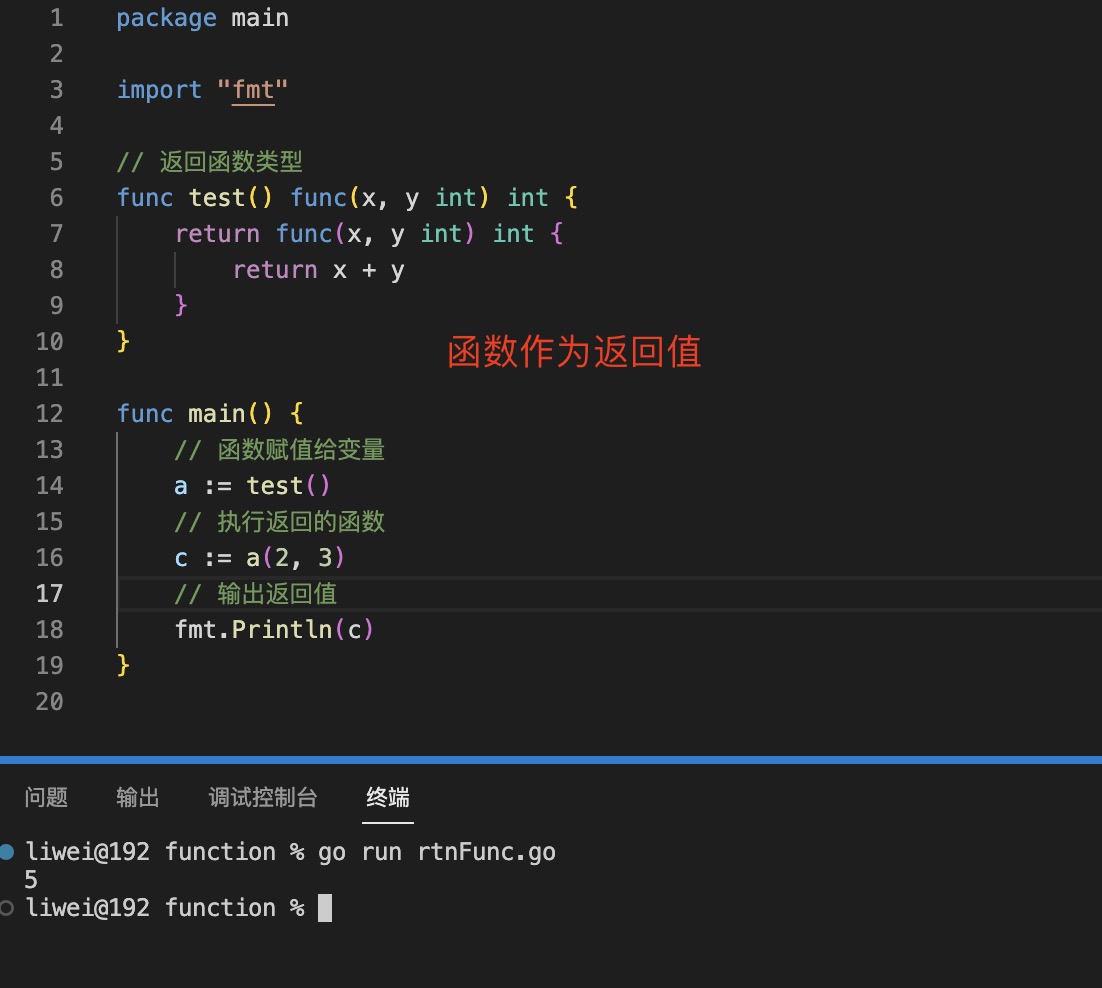 1 package main
2
3 import "fmt"
4
5 // 返回函数类型
6 func test() func(x, y int) int {
7     return func(x, y int) int {
8         return x + y
9     }
10 }
函数作为返回值
11
12 func main() {
13     // 函数赋值给变量
14     a := test()
15     // 执行返回的函数
16     c := a(2, 3)
17     // 输出返回值
18     fmt.Println(c)
19 }
20
问题 输出 调试控制台 终端
liwei@192 function % go run rtnFunc.go
5
liwei@192 function %